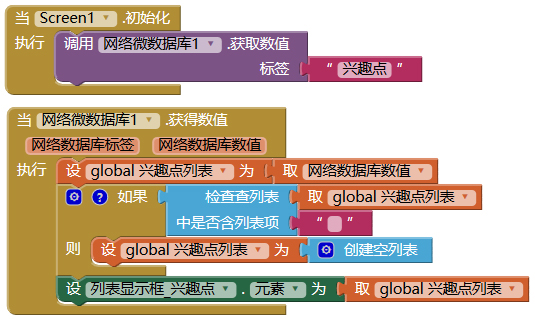 当 Screen1 .初始化
执行 调用 网络微数据库1 .获取数值
标签 “ 兴趣点 ”
当 网络微数据库1 .获得数值
网络数据库标签 网络数据库数值
执行 设 global 兴趣点列表 为 取 网络数据库数值
? 如果 检查查列表 取 global 兴趣点列表
中是否含列表项 “ ”
则 设 global 兴趣点列表 为 创建空列表
设 列表显示框_兴趣点 . 元素 为 取 global 兴趣点列表